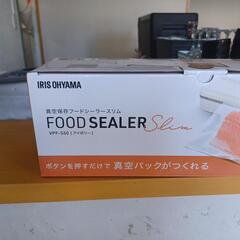 IRIS OHYAMA
真空保存フードシーラースリム
FOOD SEALER Slim
VPF-S50 [アイボリー]
ボタンを押すだけで 真空パックがつくれる